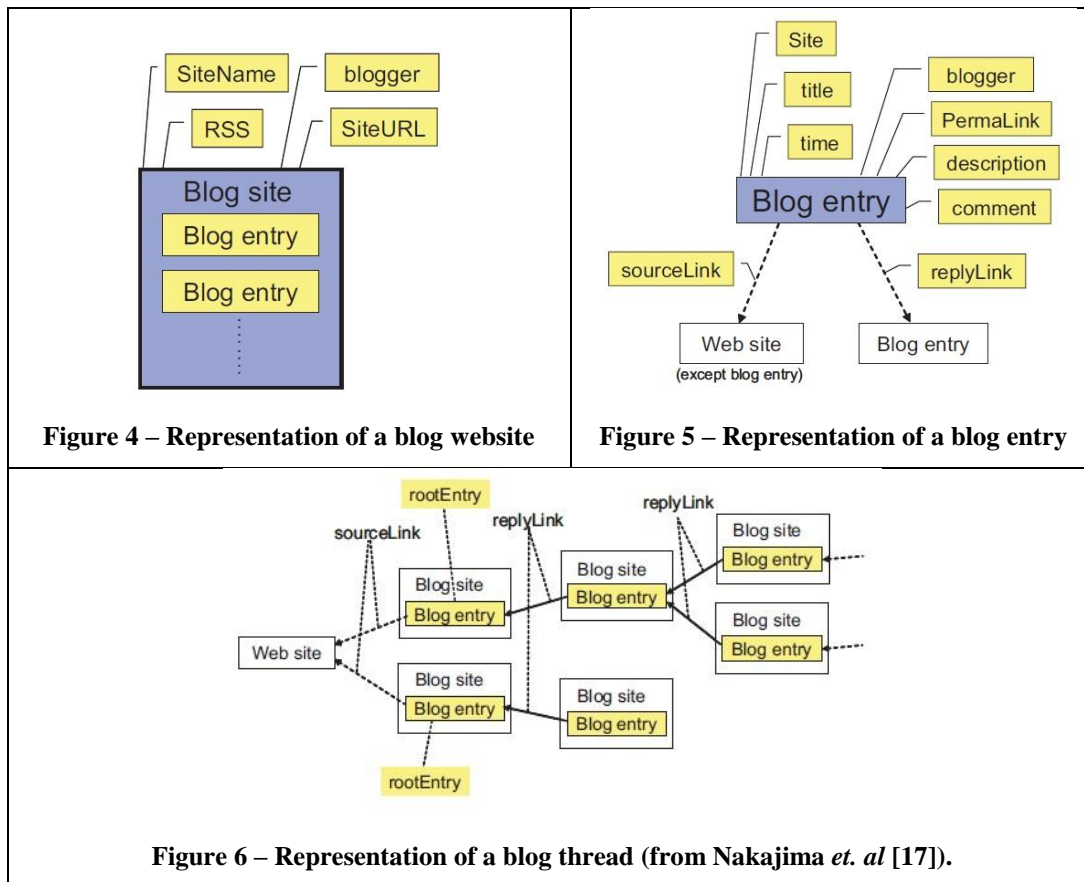 SiteName
blogger
RSS
SiteURL
Blog site
Blog entry
Blog entry
Figure 4 – Representation of a blog website
Site
title
time
blogger
PermaLink
description
comment
Blog entry
sourceLink
replyLink
Web site
(except blog entry)
Blog entry
Figure 5 – Representation of a blog entry
rootEntry
sourceLink
replyLink
replyLink
Blog site
Blog entry
Blog site
Blog entry
Blog site
Blog entry
Blog site
Blog entry
Web site
Blog site
Blog entry
Blog site
Blog entry
rootEntry
Figure 6 – Representation of a blog thread (from Nakajima et. al [17]).